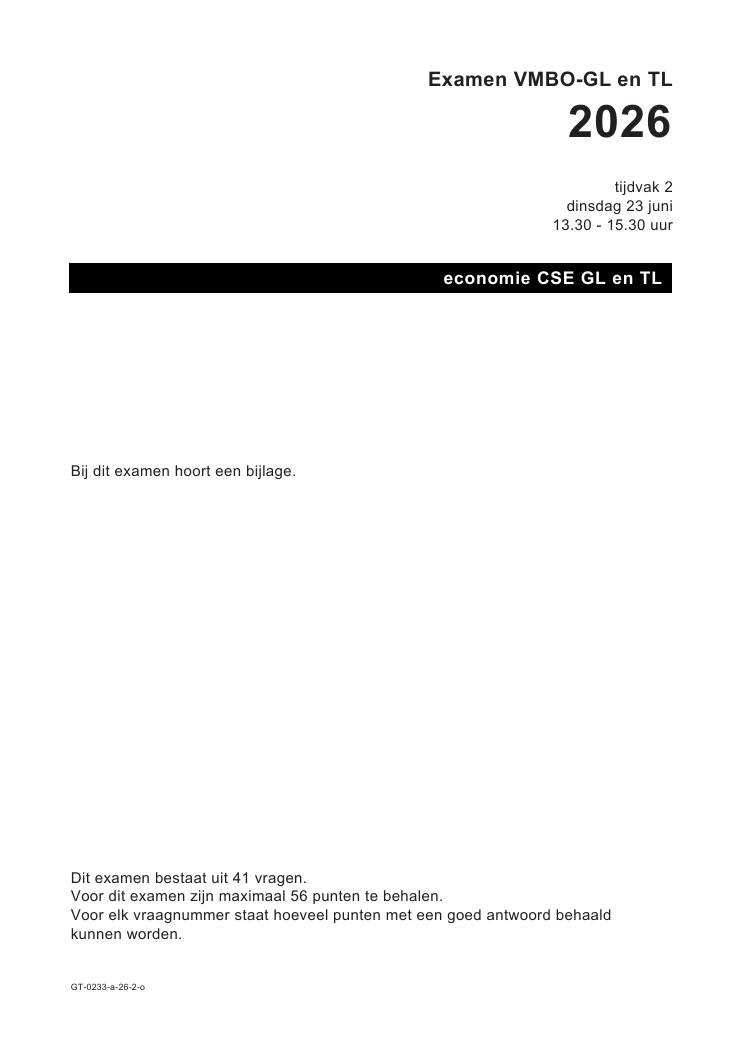 Examen VMBO-GL en TL
2026
tijdvak 2
dinsdag 23 juni
13.30 - 15.30 uur
economie CSE GL en TL
Bij dit examen hoort een bijlage.
Dit examen bestaat uit 41 vragen.
Voor dit examen zijn maximaal 56 punten te behalen.
Voor elk vraagnummer staat hoeveel punten met een goed antwoord behaald
kunnen worden.
GT-0233-a-26-2-o